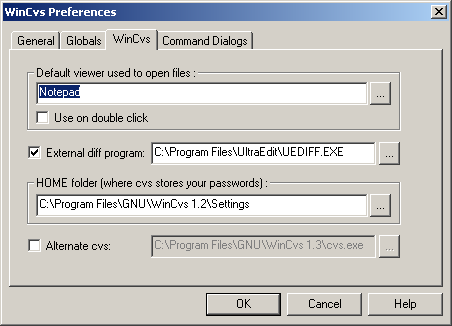 WinCvs Preferences
General Globals WinCvs Command Dialogs
Default viewer used to open files :
Notepad ...
Use on double click
External diff program: C:\Program Files\UltraEdit\UEDIFF.EXE ...
HOME folder (where cvs stores your passwords) :
C:\Program Files\GNU\WinCvs 1.2\Settings ...
Alternate cvs: C:\Program Files\GNU\WinCvs 1.3\cvs.exe ...
OK Cancel Help